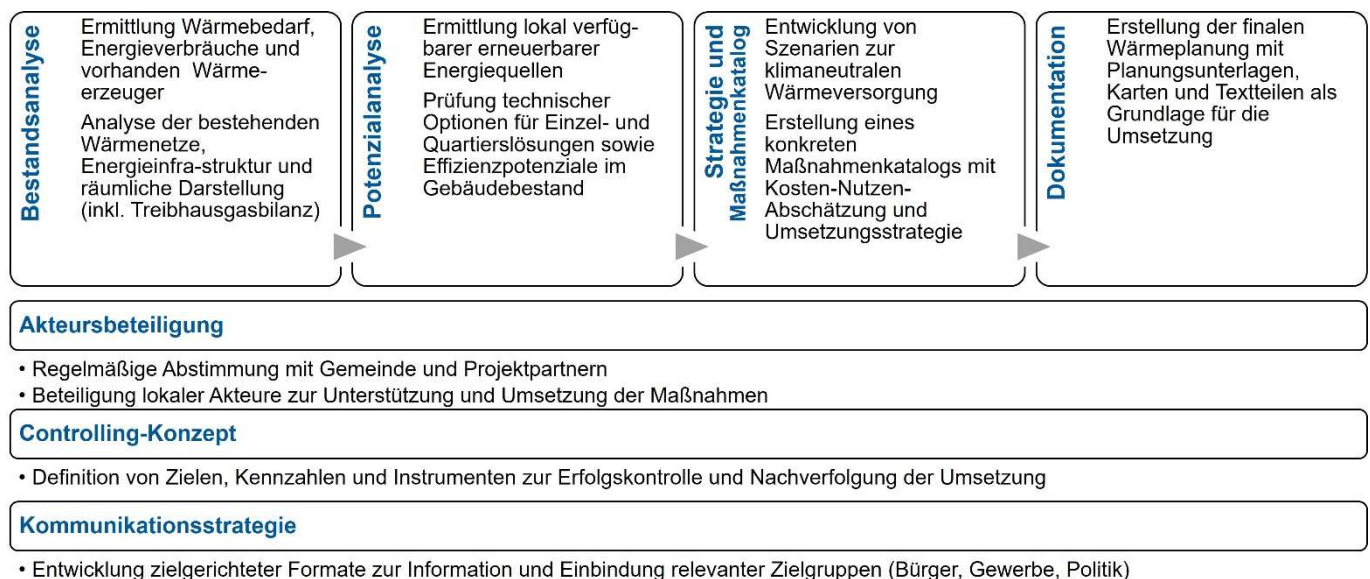 Bestandsanalyse
Ermittlung Wärmebedarf,
Energieverbräuche und
vorhanden Wärme-
erzeuger
Analyse der bestehenden
Wärmenetze,
Energieinfra-struktur und
räumliche Darstellung
(inkl. Treibhausgasbilanz)
Potenzialanalyse
Ermittlung lokal verfüg-
barer erneuerbarer
Energiequellen
Prüfung technischer
Optionen für Einzel- und
Quartierslösungen sowie
Effizienzpotenziale im
Gebäudebestand
Strategie und
Maßnahmenkatalog
Entwicklung von
Szenarien zur
klimaneutralen
Wärmeversorgung
Erstellung eines
konkreten
Maßnahmenkatalogs mit
Kosten-Nutzen-
Abschätzung und
Umsetzungsstrategie
Dokumentation
Erstellung der finalen
Wärmeplanung mit
Planungsunterlagen,
Karten und Textteilen als
Grundlage für die
Umsetzung
Akteursbeteiligung
• Regelmäßige Abstimmung mit Gemeinde und Projektpartnern
• Beteiligung lokaler Akteure zur Unterstützung und Umsetzung der Maßnahmen
Controlling-Konzept
• Definition von Zielen, Kennzahlen und Instrumenten zur Erfolgskontrolle und Nachverfolgung der Umsetzung
Kommunikationsstrategie
• Entwicklung zielgerichteter Formate zur Information und Einbindung relevanter Zielgruppen (Bürger, Gewerbe, Politik)